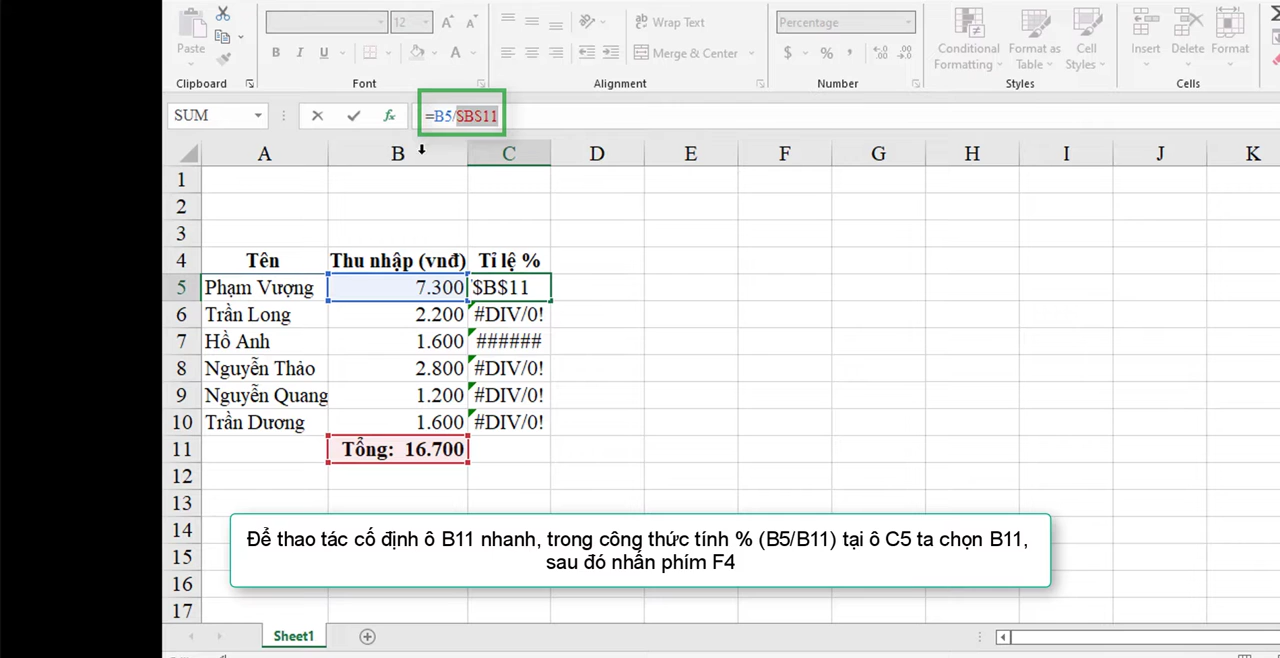 12
Percentage
Paste
B I U
Wrap Text
Merge & Center
$ % ,
Conditional Formatting
Format as Table
Cell Styles
Insert
Delete
Format
Clipboard
Font
Alignment
Number
Styles
Cells
SUM
fx
=B5/$B$11
A B C D E F G H I J K
1
2
3
4 Tên Thu nhập (vnđ) Tỉ lệ %
5 Phạm Vượng 7.300 $B$11
6 Trần Long 2.200 #DIV/0!
7 Hồ Anh 1.600 ######
8 Nguyễn Thảo 2.800 #DIV/0!
9 Nguyễn Quang 1.200 #DIV/0!
10 Trần Dương 1.600 #DIV/0!
11 Tổng: 16.700
12
13
14
15
16
17
Để thao tác cố định ô B11 nhanh, trong công thức tính % (B5/B11) tại ô C5 ta chọn B11,
sau đó nhấn phím F4
Sheet1